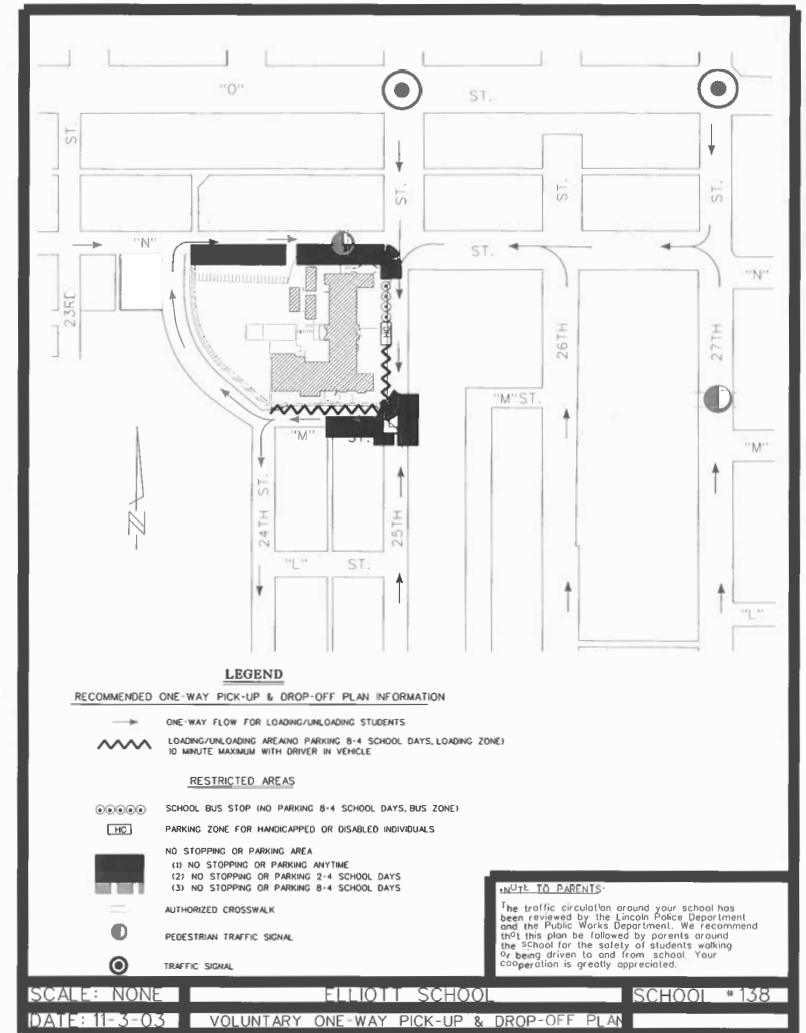 "O"
ST.
ST.
ST.
ST.
ST.
"N"
ST.
"N"
23RD
HC
26TH
27TH
"M" ST.
"M"
ST.
"M"
24TH ST.
25TH
"L"
ST.
"L"
N
LEGEND
RECOMMENDED ONE-WAY PICK-UP & DROP-OFF PLAN INFORMATION
ONE-WAY FLOW FOR LOADING/UNLOADING STUDENTS
LOADING/UNLOADING AREA(NO PARKING 8-4 SCHOOL DAYS, LOADING ZONE)
10 MINUTE MAXIMUM WITH DRIVER IN VEHICLE
RESTRICTED AREAS
SCHOOL BUS STOP (NO PARKING 8-4 SCHOOL DAYS, BUS ZONE)
HC PARKING ZONE FOR HANDICAPPED OR DISABLED INDIVIDUALS
NO STOPPING OR PARKING AREA
(1) NO STOPPING OR PARKING ANYTIME
(2) NO STOPPING OR PARKING 2-4 SCHOOL DAYS
(3) NO STOPPING OR PARKING 8-4 SCHOOL DAYS
AUTHORIZED CROSSWALK
PEDESTRIAN TRAFFIC SIGNAL
TRAFFIC SIGNAL
NOTE TO PARENTS:
The traffic circulation around your school has
been reviewed by the Lincoln Police Department
and the Public Works Department. We recommend
that this plan be followed by parents around
the school for the safety of students walking
or being driven to and from school. Your
cooperation is greatly appreciated.
SCALE: NONE ELLIOTT SCHOOL SCHOOL #138
DATE: 11-3-03 VOLUNTARY ONE-WAY PICK-UP & DROP-OFF PLAN